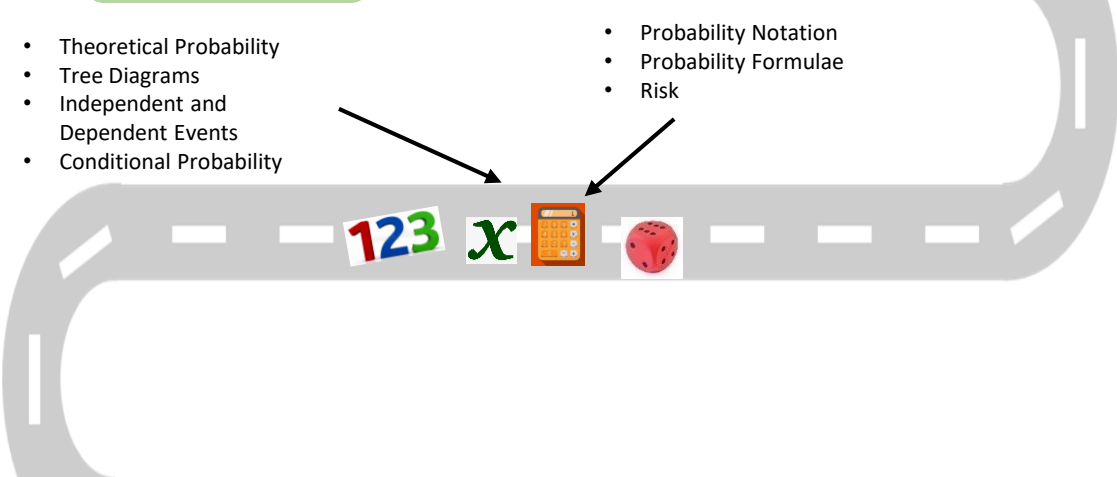 • Theoretical Probability
• Tree Diagrams
• Independent and
Dependent Events
• Conditional Probability
• Probability Notation
• Probability Formulae
• Risk
123
x